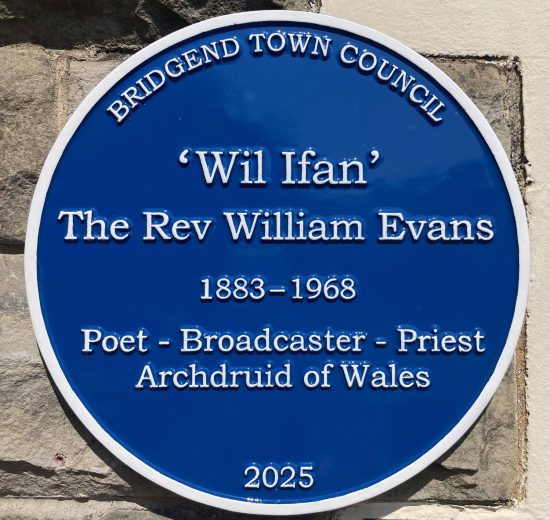 BRIDGEND TOWN COUNCIL
‘Wil Ifan’
The Rev William Evans
1883–1968
Poet - Broadcaster - Priest
Archdruid of Wales
2025